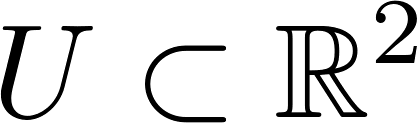 U ⊂ ℝ²